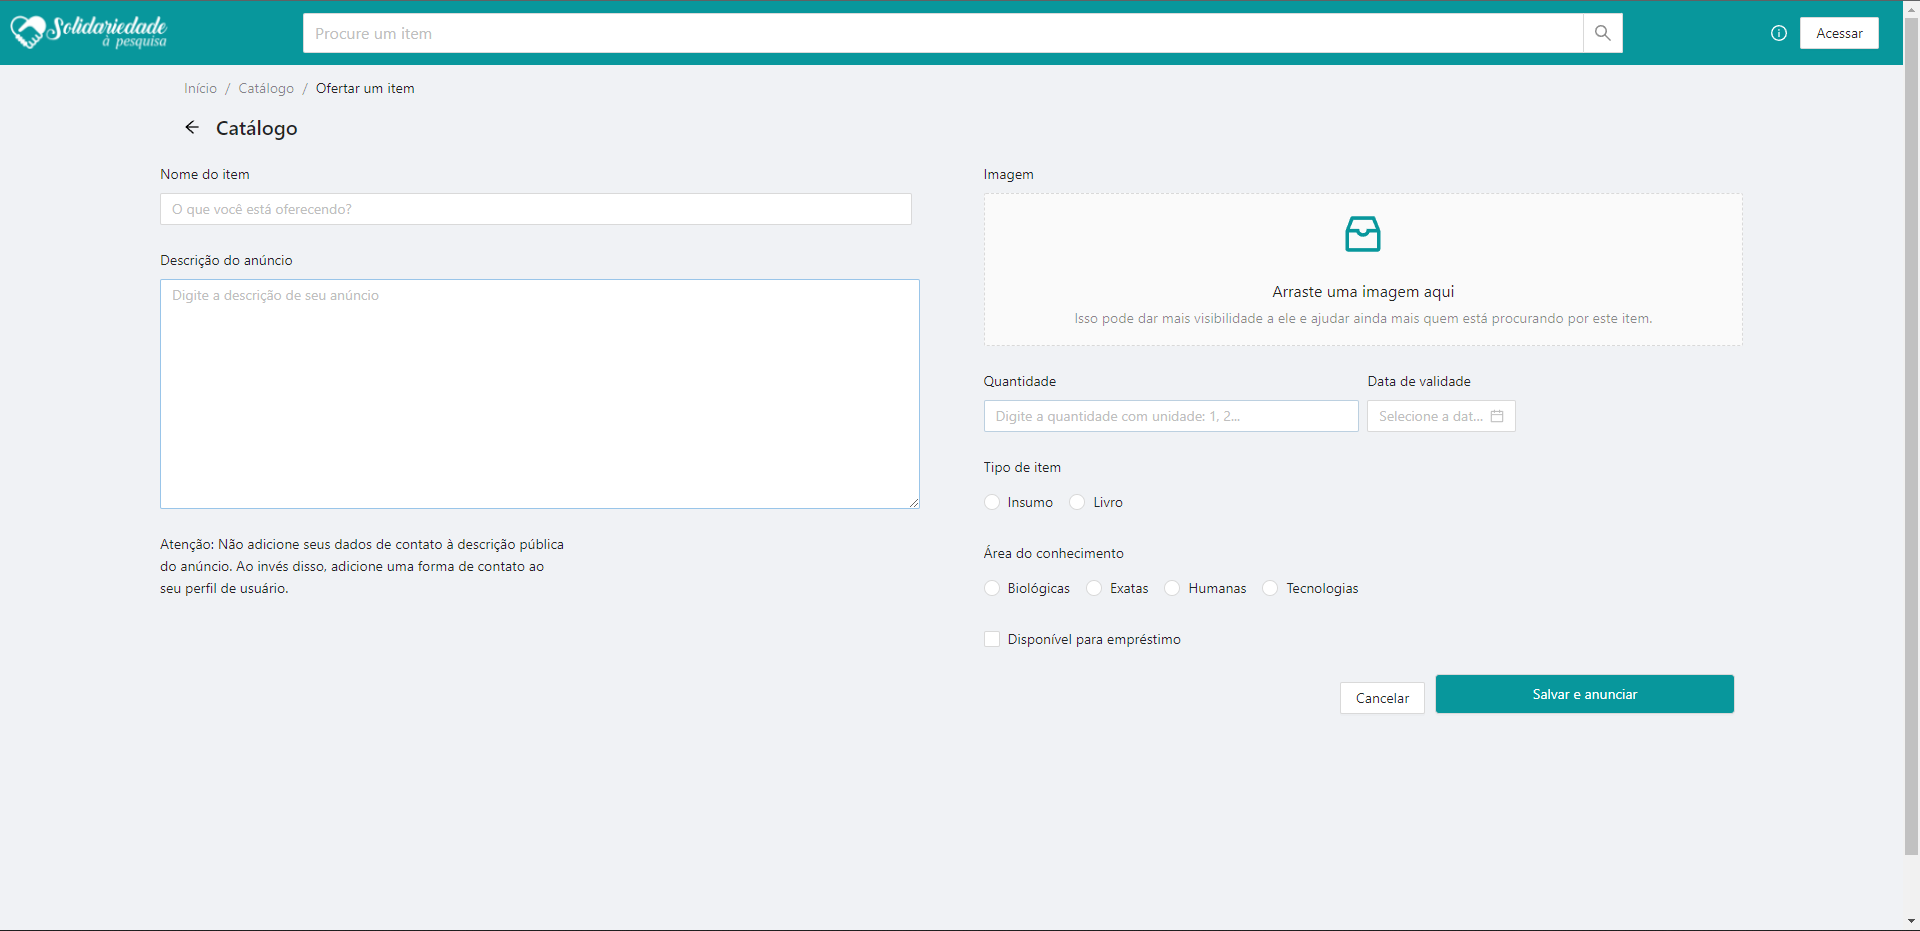 Solidariedade
à pesquisa
Procure um item
Acessar
Início / Catálogo / Ofertar um item
Catálogo
Nome do item
O que você está oferecendo?
Descrição do anúncio
Digite a descrição de seu anúncio
Atenção: Não adicione seus dados de contato à descrição pública
do anúncio. Ao invés disso, adicione uma forma de contato ao
seu perfil de usuário.
Imagem
Arraste uma imagem aqui
Isso pode dar mais visibilidade a ele e ajudar ainda mais quem está procurando por este item.
Quantidade
Data de validade
Digite a quantidade com unidade: 1, 2...
Selecione a dat...
Tipo de item
Insumo Livro
Área do conhecimento
Biológicas Exatas Humanas Tecnologias
Disponível para empréstimo
Cancelar
Salvar e anunciar